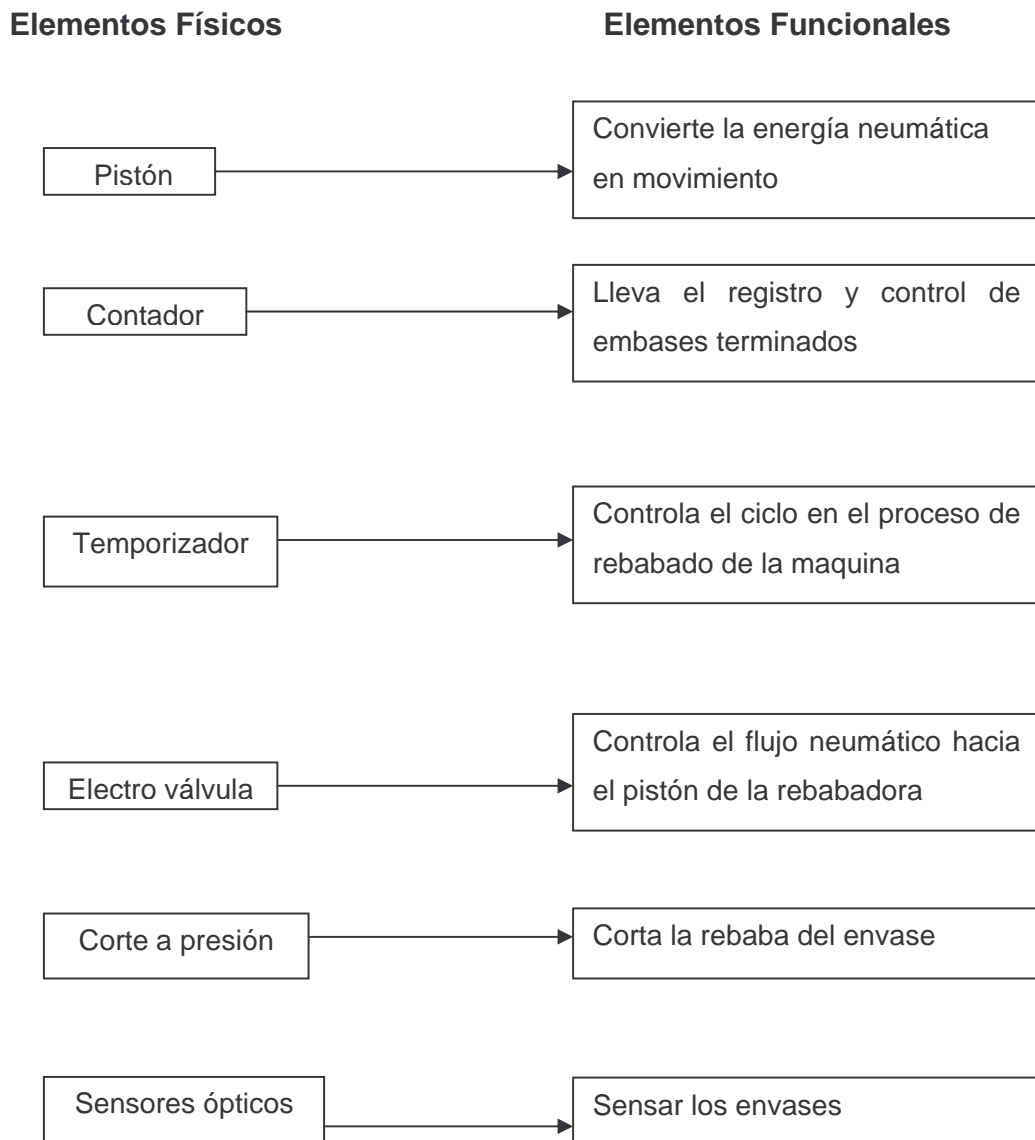 Elementos Físicos
Elementos Funcionales
Pistón
Convierte la energía neumática
en movimiento
Contador
Lleva el registro y control de
embases terminados
Temporizador
Controla el ciclo en el proceso de
rebabado de la maquina
Electro válvula
Controla el flujo neumático hacia
el pistón de la rebabadora
Corte a presión
Corta la rebaba del envase
Sensores ópticos
Sensar los envases